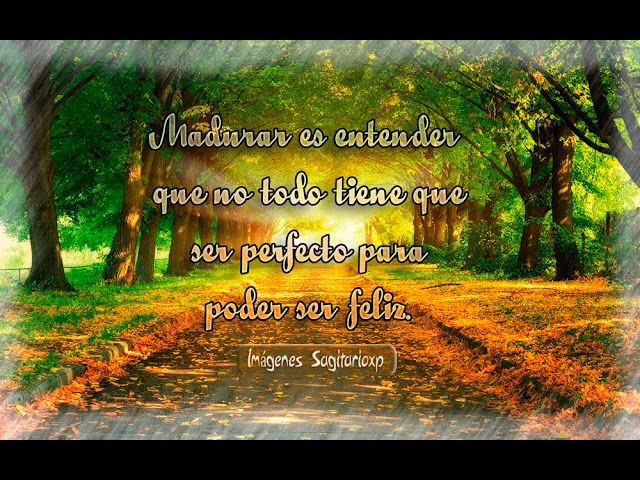 Madurar es entender
que no todo tiene que
ser perfecto para
poder ser feliz.
Imágenes Sagitarioxp